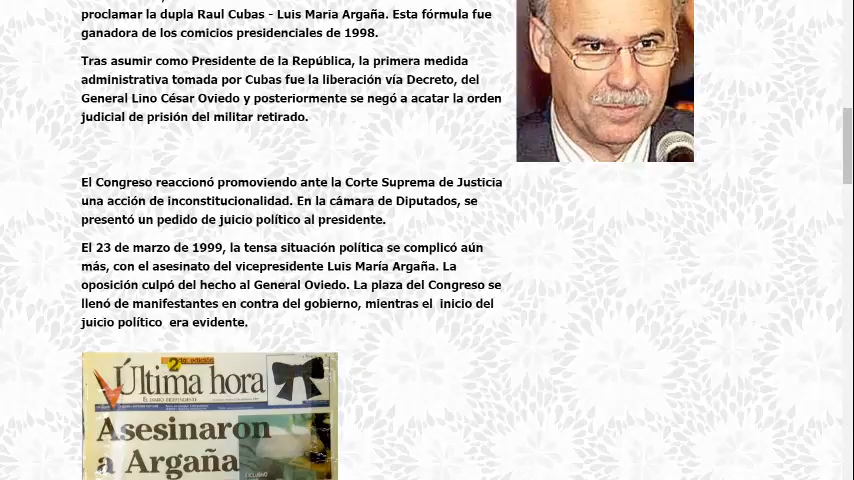 proclamar la dupla Raul Cubas - Luis Maria Argaña. Esta fórmula fue
ganadora de los comicios presidenciales de 1998.
Tras asumir como Presidente de la República, la primera medida
administrativa tomada por Cubas fue la liberación vía Decreto, del
General Lino César Oviedo y posteriormente se negó a acatar la orden
judicial de prisión del militar retirado.
El Congreso reaccionó promoviendo ante la Corte Suprema de Justicia
una acción de inconstitucionalidad. En la cámara de Diputados, se
presentó un pedido de juicio político al presidente.
El 23 de marzo de 1999, la tensa situación política se complicó aún
más, con el asesinato del vicepresidente Luis María Argaña. La
oposición culpó del hecho al General Oviedo. La plaza del Congreso se
llenó de manifestantes en contra del gobierno, mientras el  inicio del
juicio político  era evidente.
2da. edición
Última hora
EL DIARIO INDEPENDIENTE
Asesinaron
a Argaña
EXCLUSIVO